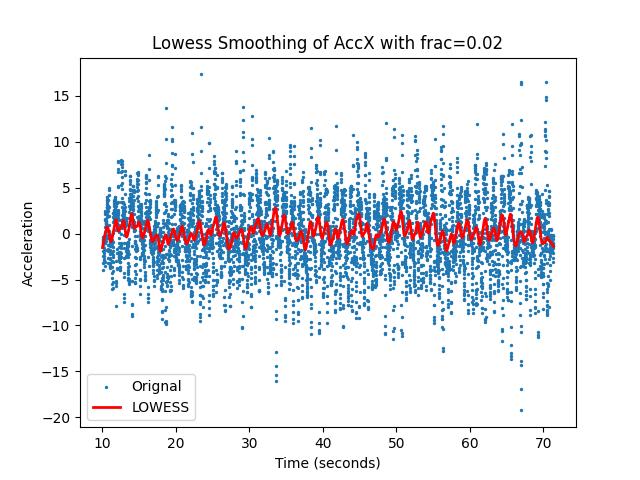 Lowess Smoothing of AccX with frac=0.02
Acceleration
15
10
5
0
−5
−10
−15
−20
Orignal
LOWESS
10 20 30 40 50 60 70
Time (seconds)